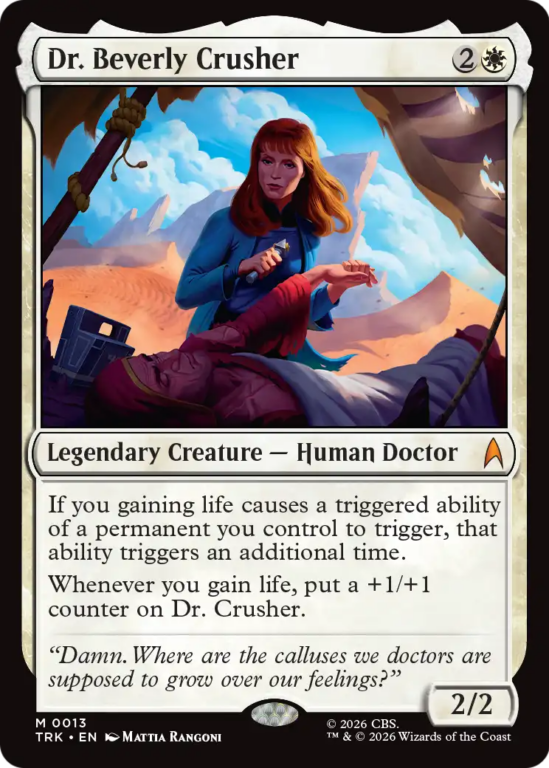 Dr. Beverly Crusher 2
Legendary Creature — Human Doctor
If you gaining life causes a triggered ability
of a permanent you control to trigger, that
ability triggers an additional time.
Whenever you gain life, put a +1/+1
counter on Dr. Crusher.
“Damn. Where are the calluses we doctors are
supposed to grow over our feelings?”
2/2
M 0013
TRK • EN Mattia Rangoni
© 2026 CBS.
™ & © 2026 Wizards of the Coast